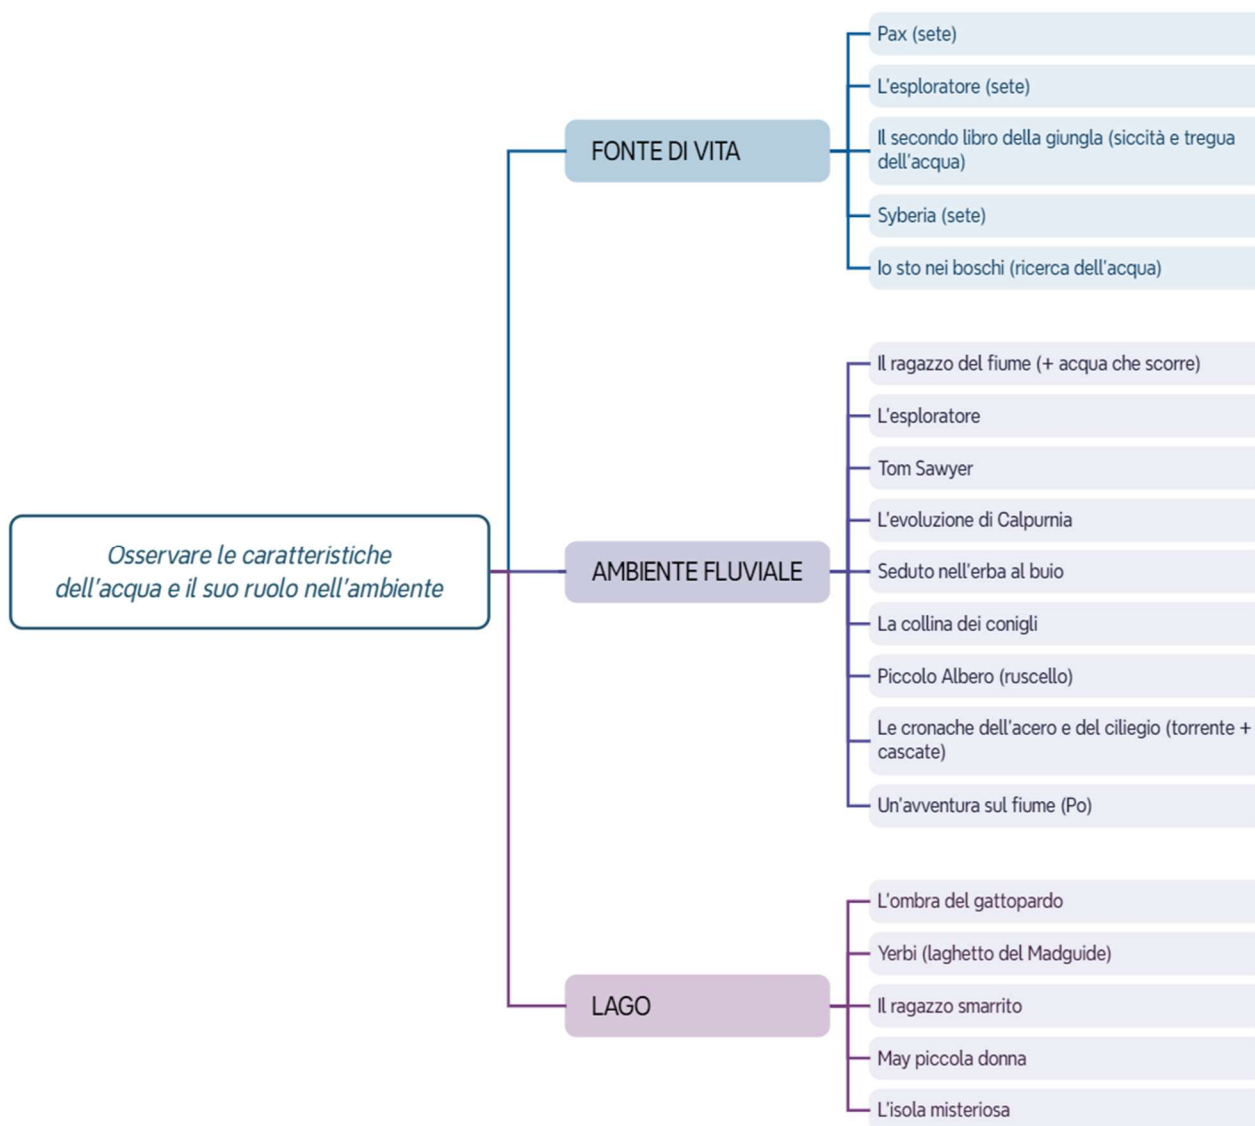 Osservare le caratteristiche
dell'acqua e il suo ruolo nell'ambiente
FONTE DI VITA
Pax (sete)
L'esploratore (sete)
Il secondo libro della giungla (siccità e tregua
dell'acqua)
Syberia (sete)
Io sto nei boschi (ricerca dell'acqua)
AMBIENTE FLUVIALE
Il ragazzo del fiume (+ acqua che scorre)
L'esploratore
Tom Sawyer
L'evoluzione di Calpurnia
Seduto nell'erba al buio
La collina dei conigli
Piccolo Albero (ruscello)
Le cronache dell'acero e del ciliegio (torrente +
cascate)
Un'avventura sul fiume (Po)
LAGO
L'ombra del gattopardo
Yerbi (laghetto del Madguide)
Il ragazzo smarrito
May piccola donna
L'isola misteriosa